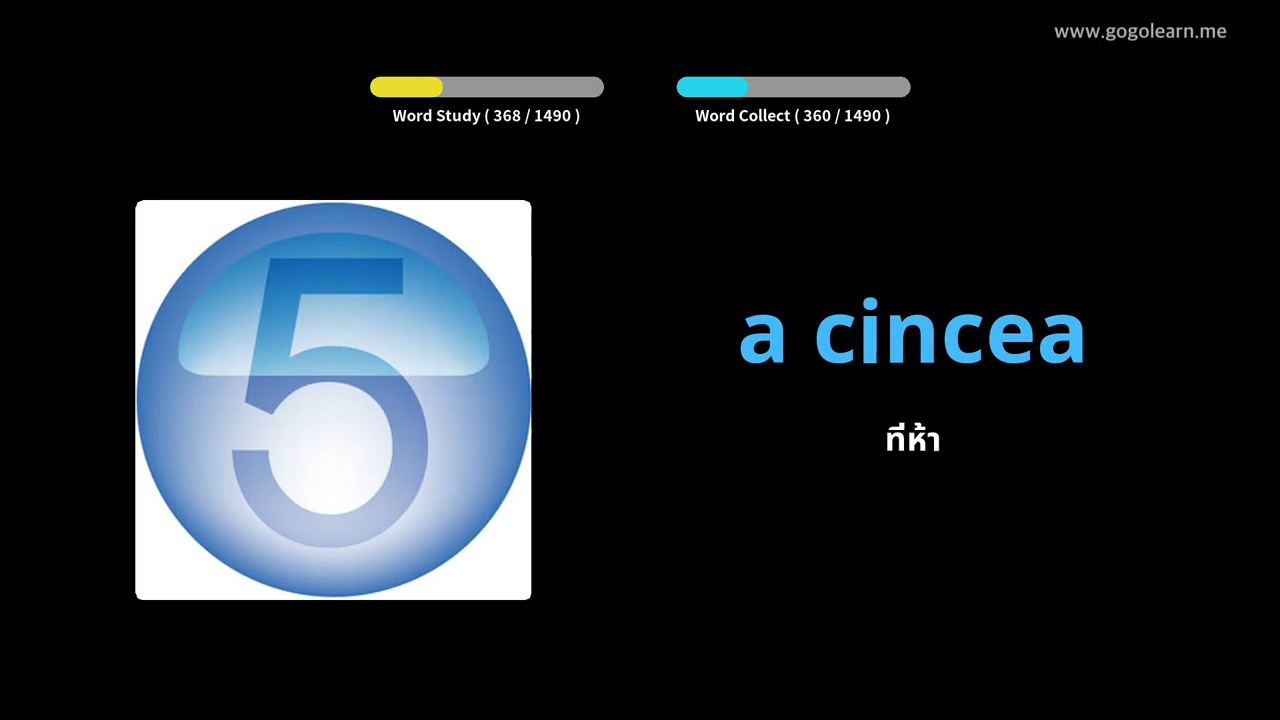 www.gogolearn.me
Word Study ( 368 / 1490 )
Word Collect ( 360 / 1490 )
5
a cincea
ที่ห้า